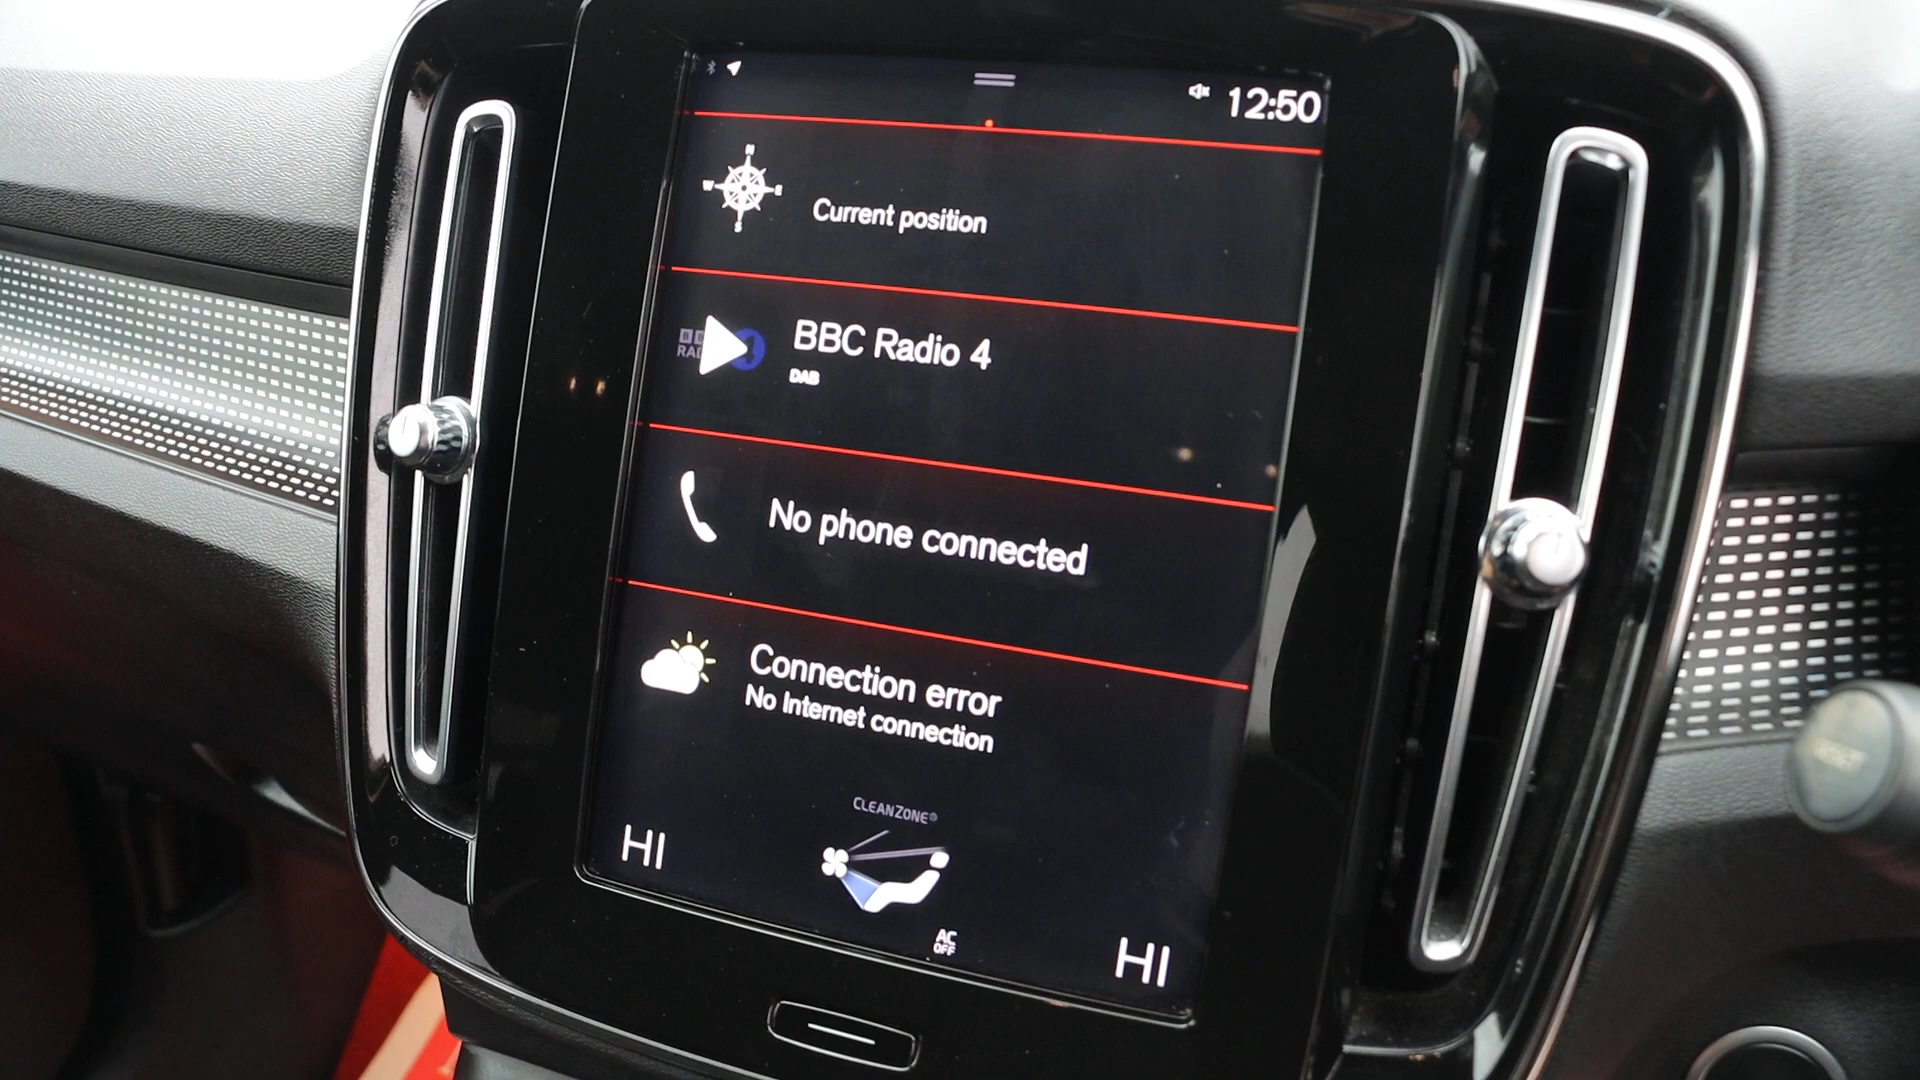 12:50
N
W E
S
Current position
BBC Radio 4
DAB
No phone connected
Connection error
No Internet connection
CLEANZONE®
HI
AC
OFF
HI